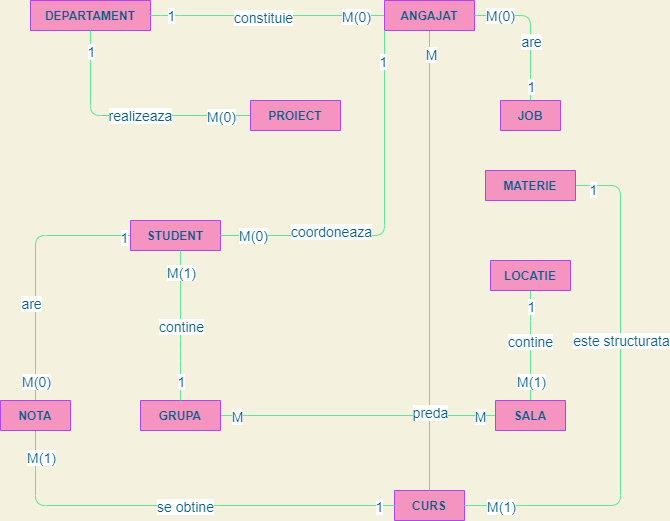 DEPARTAMENT 1 constituie M(0) ANGAJAT M(0)
are
1 M 1
realizeaza M(0) PROIECT 1 JOB
MATERIE 1
1 STUDENT M(0) coordoneaza
M(1) LOCATIE
are 1
contine contine este structurata
M(0) 1 M(1)
NOTA GRUPA M preda M SALA
M(1)
se obtine 1 CURS M(1)